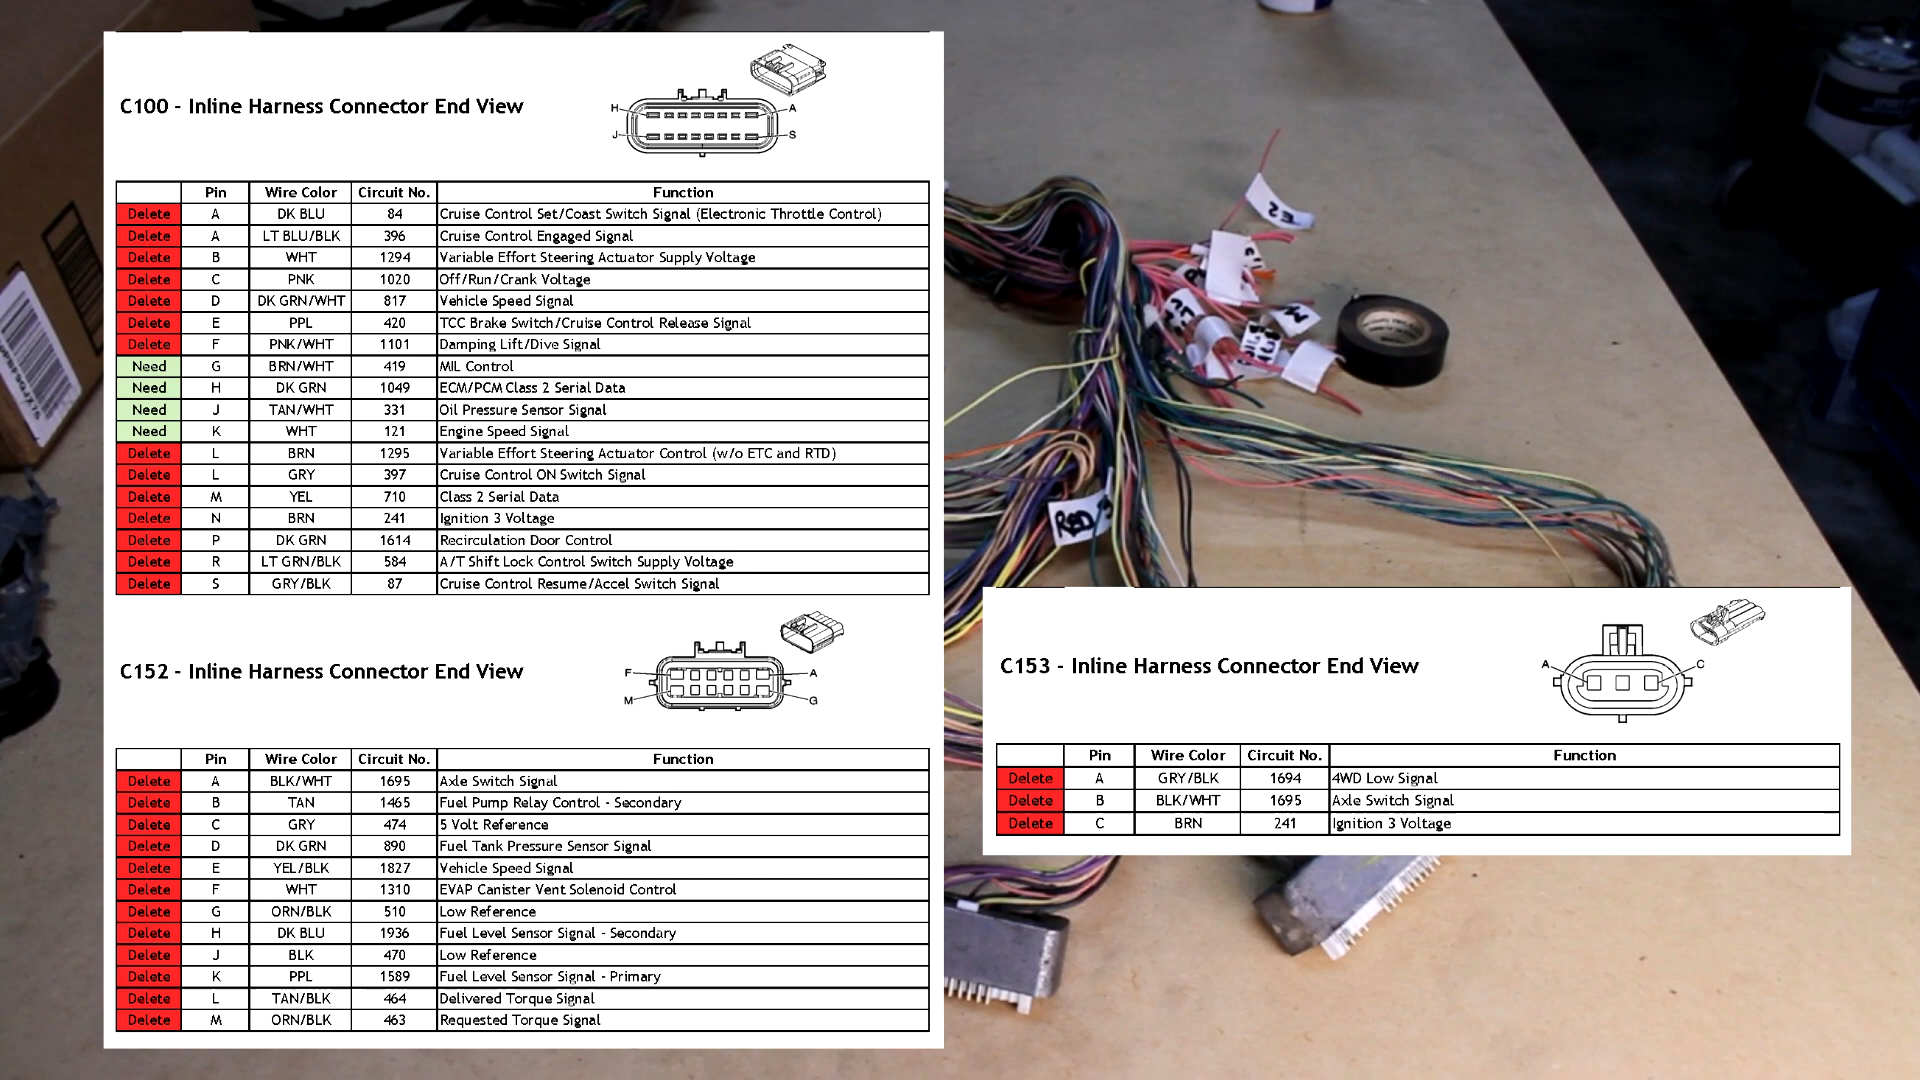 C100 - Inline Harness Connector End View
H A
J S
Pin Wire Color Circuit No. Function
Delete A DK BLU 84 Cruise Control Set/Coast Switch Signal (Electronic Throttle Control)
Delete A LT BLU/BLK 396 Cruise Control Engaged Signal
Delete B WHT 1294 Variable Effort Steering Actuator Supply Voltage
Delete C PNK 1020 Off/Run/Crank Voltage
Delete D DK GRN/WHT 817 Vehicle Speed Signal
Delete E PPL 420 TCC Brake Switch/Cruise Control Release Signal
Delete F PNK/WHT 1101 Damping Lift/Dive Signal
Need G BRN/WHT 419 MIL Control
Need H DK GRN 1049 ECM/PCM Class 2 Serial Data
Need J TAN/WHT 331 Oil Pressure Sensor Signal
Need K WHT 121 Engine Speed Signal
Delete L BRN 1295 Variable Effort Steering Actuator Control (w/o ETC and RTD)
Delete L GRY 397 Cruise Control ON Switch Signal
Delete M YEL 710 Class 2 Serial Data
Delete N BRN 241 Ignition 3 Voltage
Delete P DK GRN 1614 Recirculation Door Control
Delete R LT GRN/BLK 584 A/T Shift Lock Control Switch Supply Voltage
Delete S GRY/BLK 87 Cruise Control Resume/Accel Switch Signal
C152 - Inline Harness Connector End View
F A
M G
Pin Wire Color Circuit No. Function
Delete A BLK/WHT 1695 Axle Switch Signal
Delete B TAN 1465 Fuel Pump Relay Control - Secondary
Delete C GRY 474 5 Volt Reference
Delete D DK GRN 890 Fuel Tank Pressure Sensor Signal
Delete E YEL/BLK 1827 Vehicle Speed Signal
Delete F WHT 1310 EVAP Canister Vent Solenoid Control
Delete G ORN/BLK 510 Low Reference
Delete H DK BLU 1936 Fuel Level Sensor Signal - Secondary
Delete J BLK 470 Low Reference
Delete K PPL 1589 Fuel Level Sensor Signal - Primary
Delete L TAN/BLK 464 Delivered Torque Signal
Delete M ORN/BLK 463 Requested Torque Signal
E2
M
RED
C153 - Inline Harness Connector End View
A C
Pin Wire Color Circuit No. Function
Delete A GRY/BLK 1694 4WD Low Signal
Delete B BLK/WHT 1695 Axle Switch Signal
Delete C BRN 241 Ignition 3 Voltage